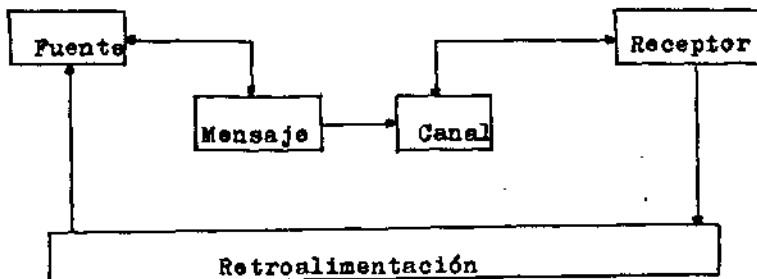 Fuente
Receptor
Mensaje
Canal
Retroalimentación